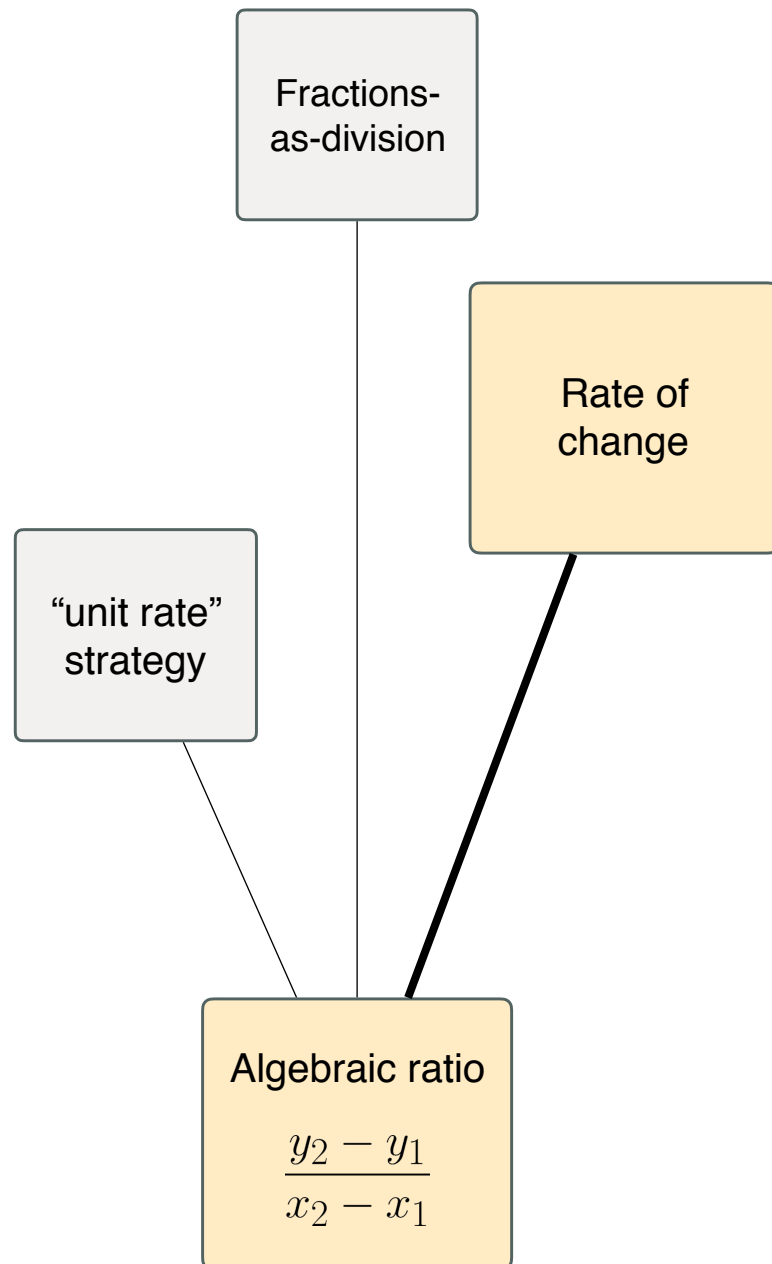 Fractions-
as-division
Rate of
change
“unit rate”
strategy
Algebraic ratio
y₂ − y₁
x₂ − x₁